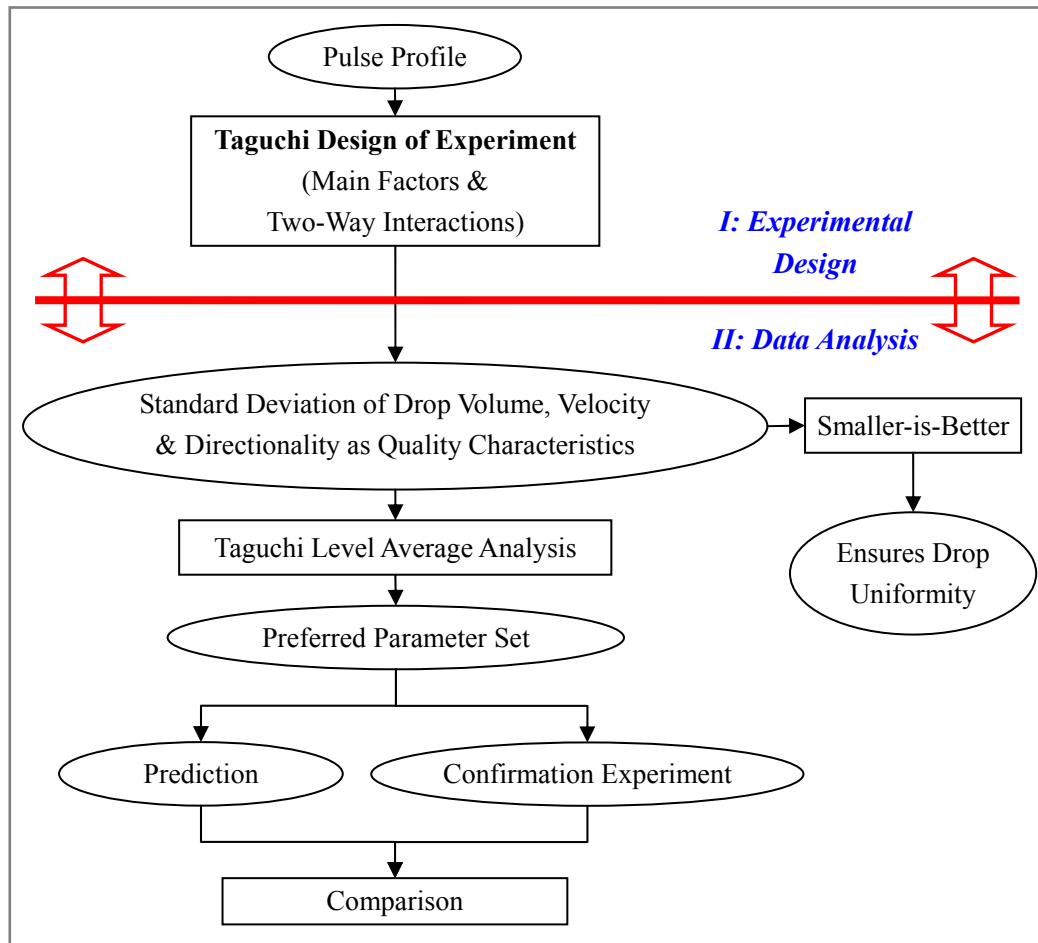 Pulse Profile
Taguchi Design of Experiment
(Main Factors &
Two-Way Interactions)
I: Experimental
Design
II: Data Analysis
Standard Deviation of Drop Volume, Velocity
& Directionality as Quality Characteristics
Smaller-is-Better
Taguchi Level Average Analysis
Ensures Drop
Uniformity
Preferred Parameter Set
Prediction
Confirmation Experiment
Comparison